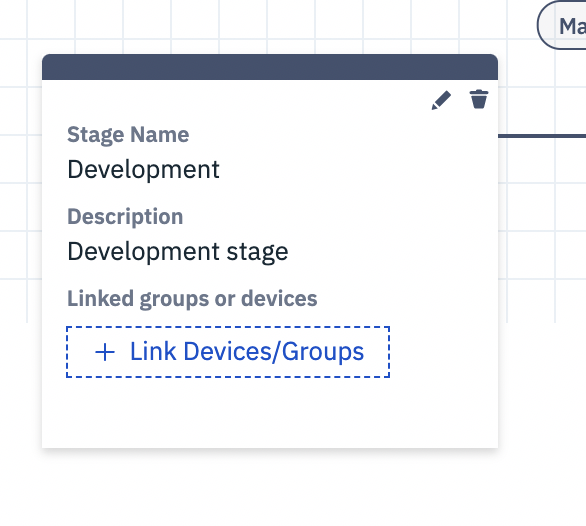 Ma
Stage Name
Development
Description
Development stage
Linked groups or devices
+ Link Devices/Groups